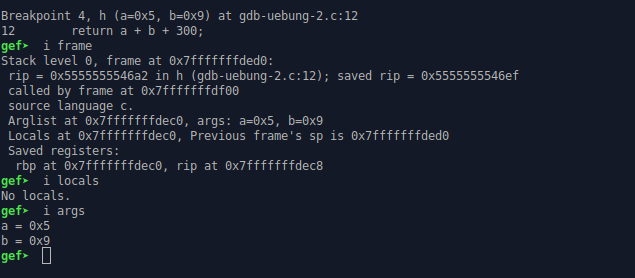 Breakpoint 4, h (a=0x5, b=0x9) at gdb-uebung-2.c:12
12        return a + b + 300;
gef➤  i frame
Stack level 0, frame at 0x7fffffffded0:
 rip = 0x5555555546a2 in h (gdb-uebung-2.c:12); saved rip = 0x5555555546ef
 called by frame at 0x7fffffffdf00
 source language c.
 Arglist at 0x7fffffffdec0, args: a=0x5, b=0x9
 Locals at 0x7fffffffdec0, Previous frame's sp is 0x7fffffffded0
 Saved registers:
  rbp at 0x7fffffffdec0, rip at 0x7fffffffdec8
gef➤  i locals
No locals.
gef➤  i args
a = 0x5
b = 0x9
gef➤